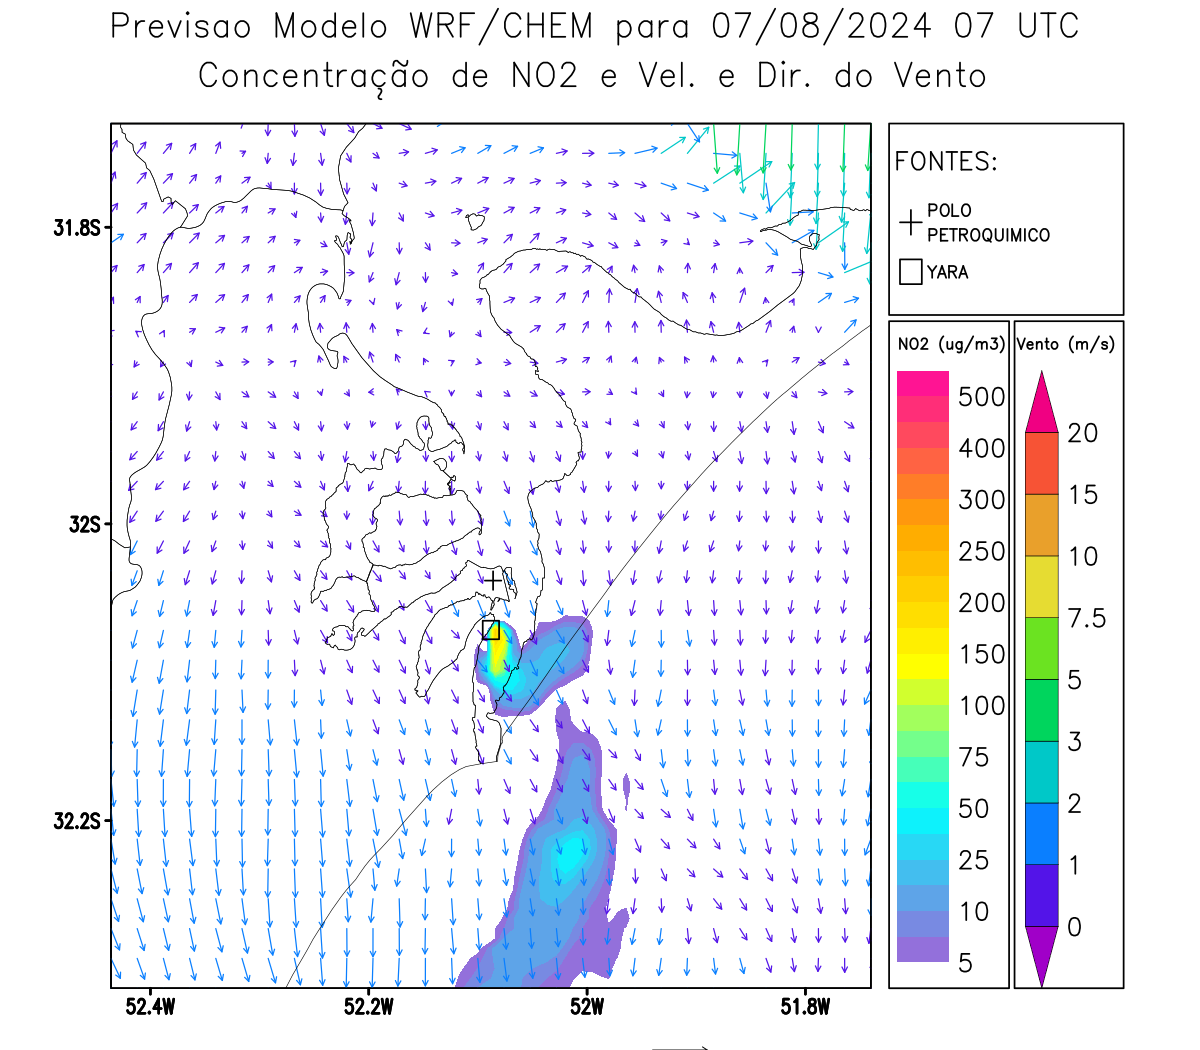 Previsao Modelo WRF/CHEM para 07/08/2024 07 UTC
Concentração de NO2 e Vel. e Dir. do Vento
FONTES:
POLO
PETROQUIMICO
YARA
NO2 (ug/m3)
500
400
300
250
200
150
100
75
50
25
10
5
Vento (m/s)
20
15
10
7.5
5
3
2
1
0
31.8S
32S
32.2S
52.4W
52.2W
52W
51.8W